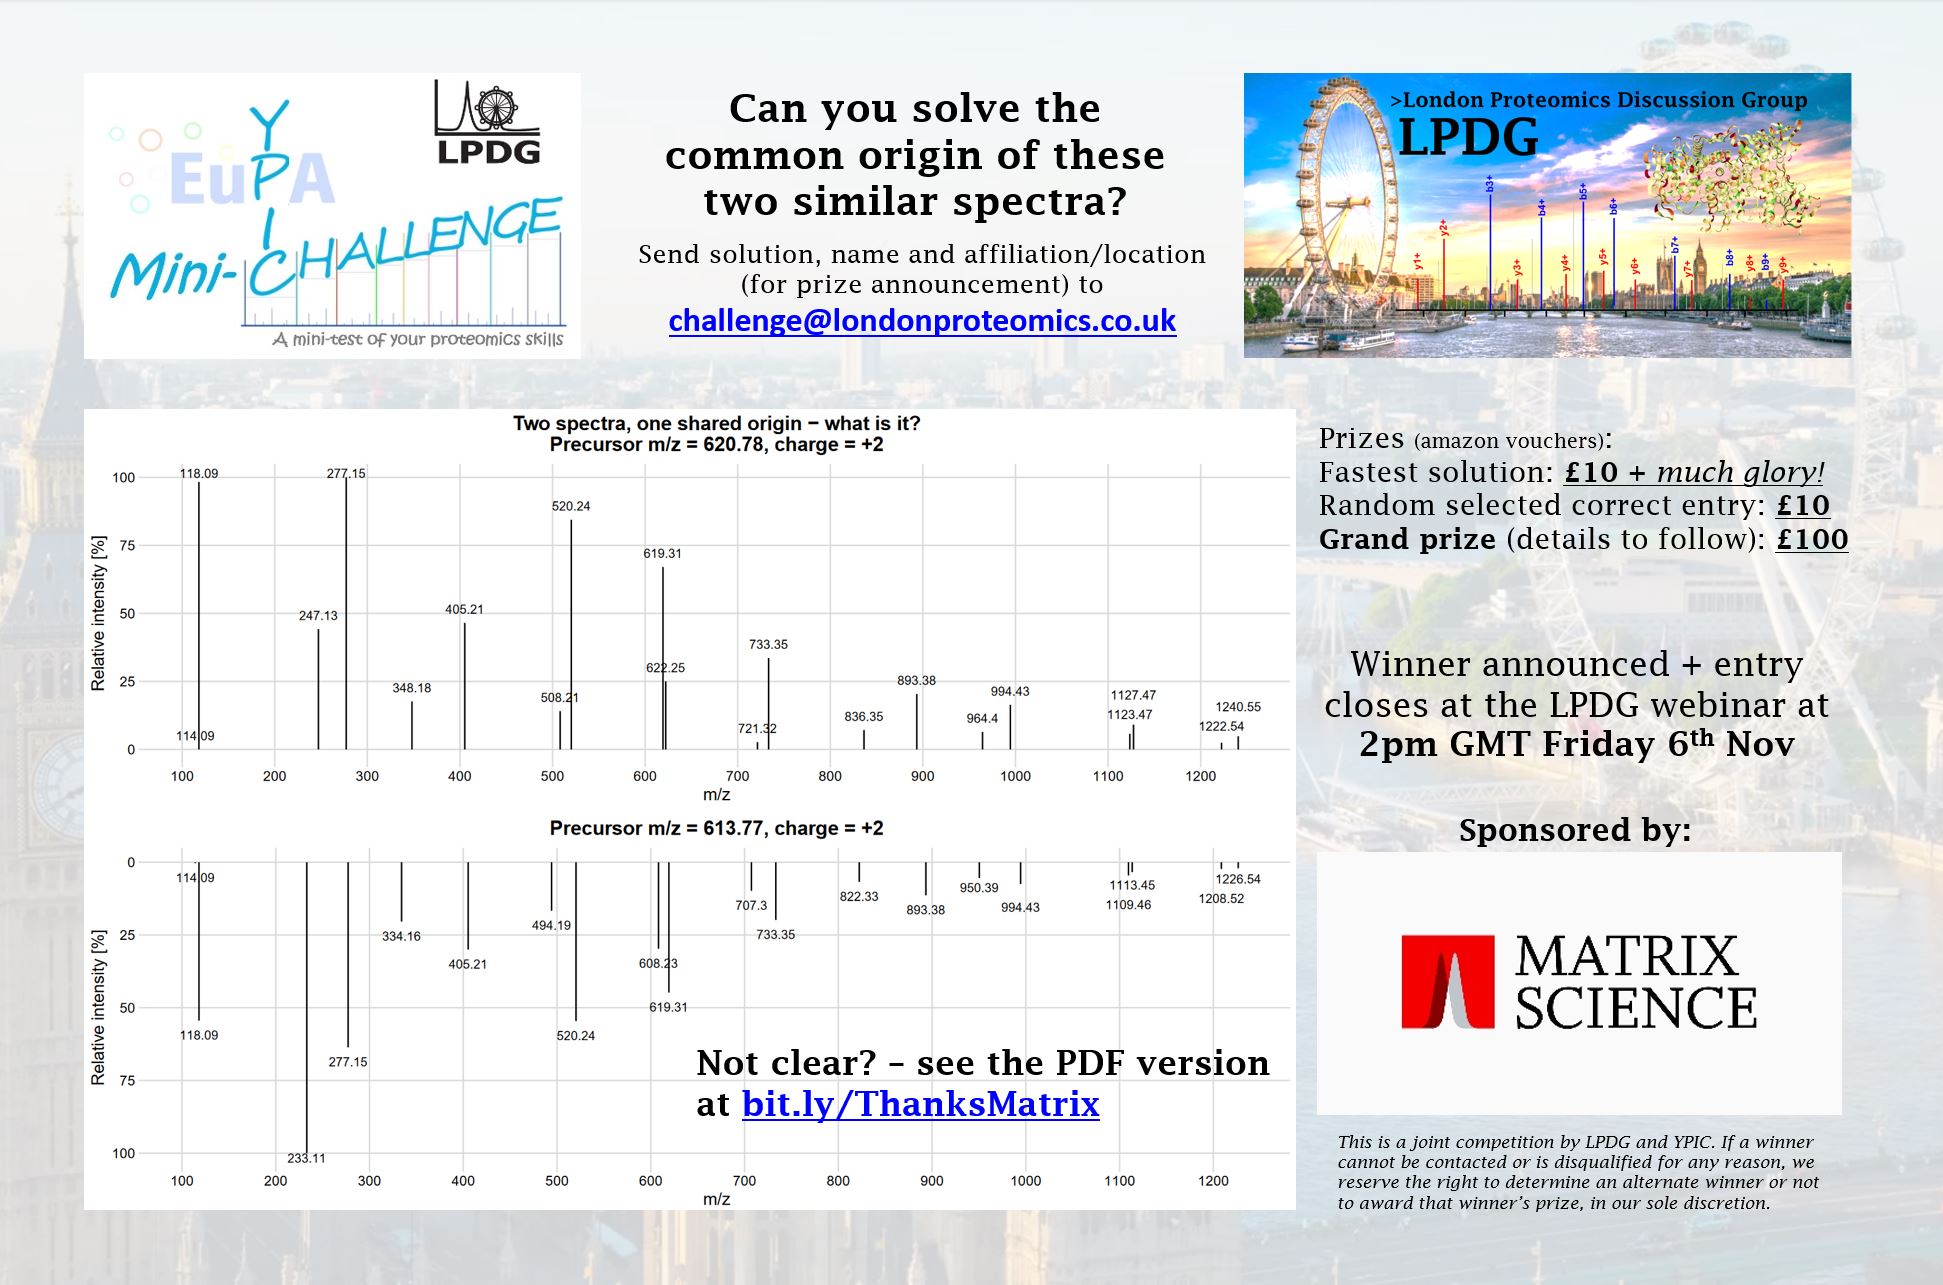 EuPA
YPIC
Mini-CHALLENGE
A mini-test of your proteomics skills
LPDG
Can you solve the
common origin of these
two similar spectra?
Send solution, name and affiliation/location
(for prize announcement) to
challenge@londonproteomics.co.uk
>London Proteomics Discussion Group
LPDG
y1+ y2+ b3+ y3+ b4+ y4+ b5+ y5+ b6+ y6+ b7+ y7+ b8+ y8+ b9+ y9+
Two spectra, one shared origin − what is it?
Precursor m/z = 620.78, charge = +2
Relative intensity [%]
100
75
50
25
0
118.09 277.15
520.24
619.31
247.13 405.21
733.35
622.25
348.18 508.21 893.38
994.43 1127.47
836.35 1123.47 1240.55
114.09 721.32 964.4 1222.54
100 200 300 400 500 600 700 800 900 1000 1100 1200
m/z
Precursor m/z = 613.77, charge = +2
Relative intensity [%]
0
25
50
75
100
114.09 950.39 1113.45 1226.54
334.16 494.19 707.3 822.33 893.38 994.43 1109.46 1208.52
405.21 608.23 733.35
118.09 520.24 619.31
277.15
233.11
100 200 300 400 500 600 700 800 900 1000 1100 1200
m/z
Not clear? – see the PDF version
at bit.ly/ThanksMatrix
Prizes (amazon vouchers):
Fastest solution: £10 + much glory!
Random selected correct entry: £10
Grand prize (details to follow): £100
Winner announced + entry
closes at the LPDG webinar at
2pm GMT Friday 6th Nov
Sponsored by:
MATRIX
SCIENCE
This is a joint competition by LPDG and YPIC. If a winner
cannot be contacted or is disqualified for any reason, we
reserve the right to determine an alternate winner or not
to award that winner’s prize, in our sole discretion.